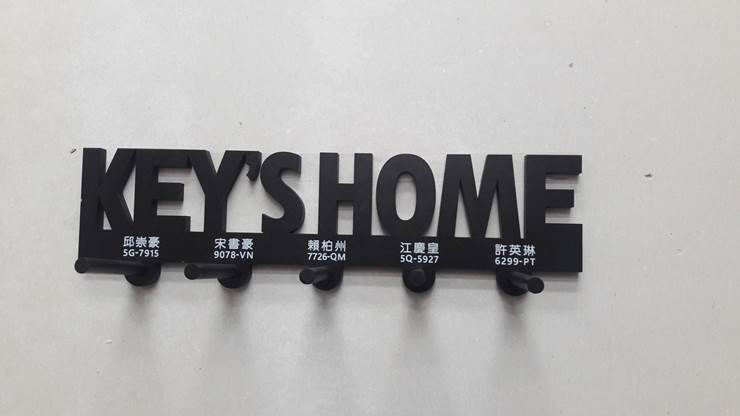 KEY'S HOME
邱崇豪
5G-7915
宋書豪
9078-VN
賴柏州
7726-QM
江慶皇
5Q-5927
許英琳
6299-PT